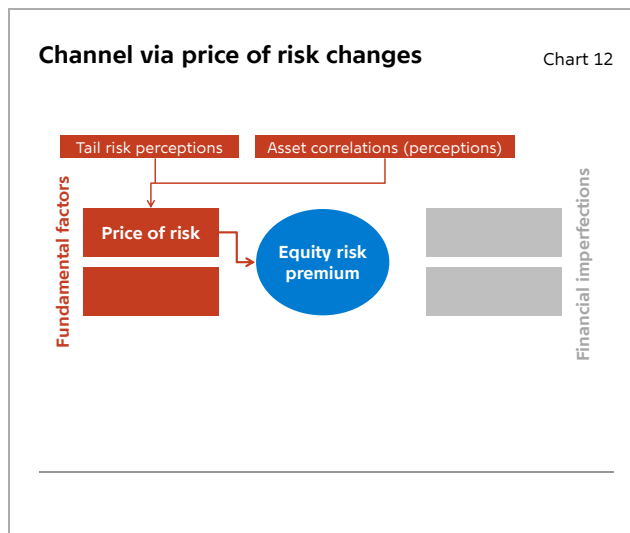 Channel via price of risk changes
Chart 12
Tail risk perceptions
Asset correlations (perceptions)
Fundamental factors
Price of risk
Equity risk
premium
Financial imperfections